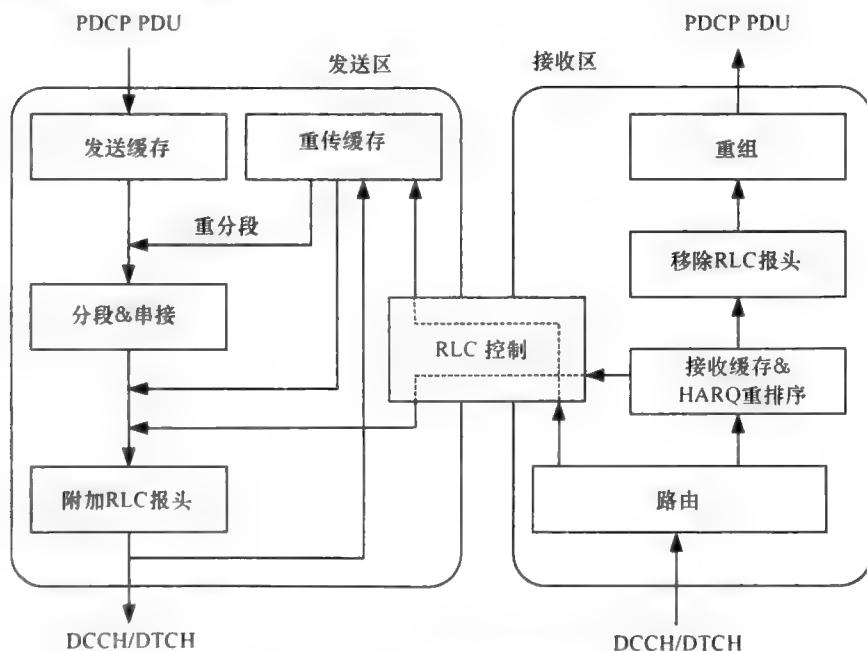 PDCP PDU
PDCP PDU
发送区
接收区
发送缓存
重传缓存
重组
重分段
移除RLC报头
分段&串接
RLC 控制
接收缓存&
HARQ重排序
附加RLC报头
路由
DCCH/DTCH
DCCH/DTCH